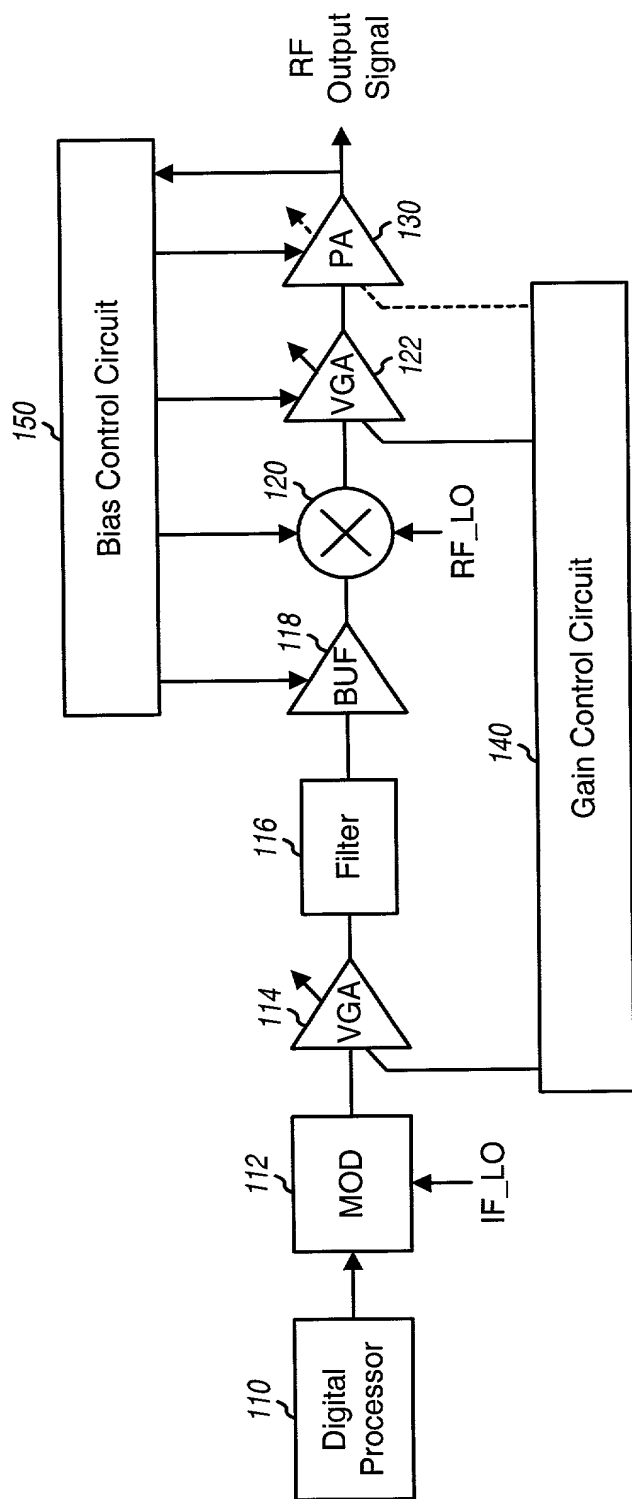 150
Bias Control Circuit
110
Digital
Processor
112
MOD
IF_LO
114
VGA
116
Filter
118
BUF
120
RF_LO
122
VGA
130
PA
RF
Output
Signal
140
Gain Control Circuit